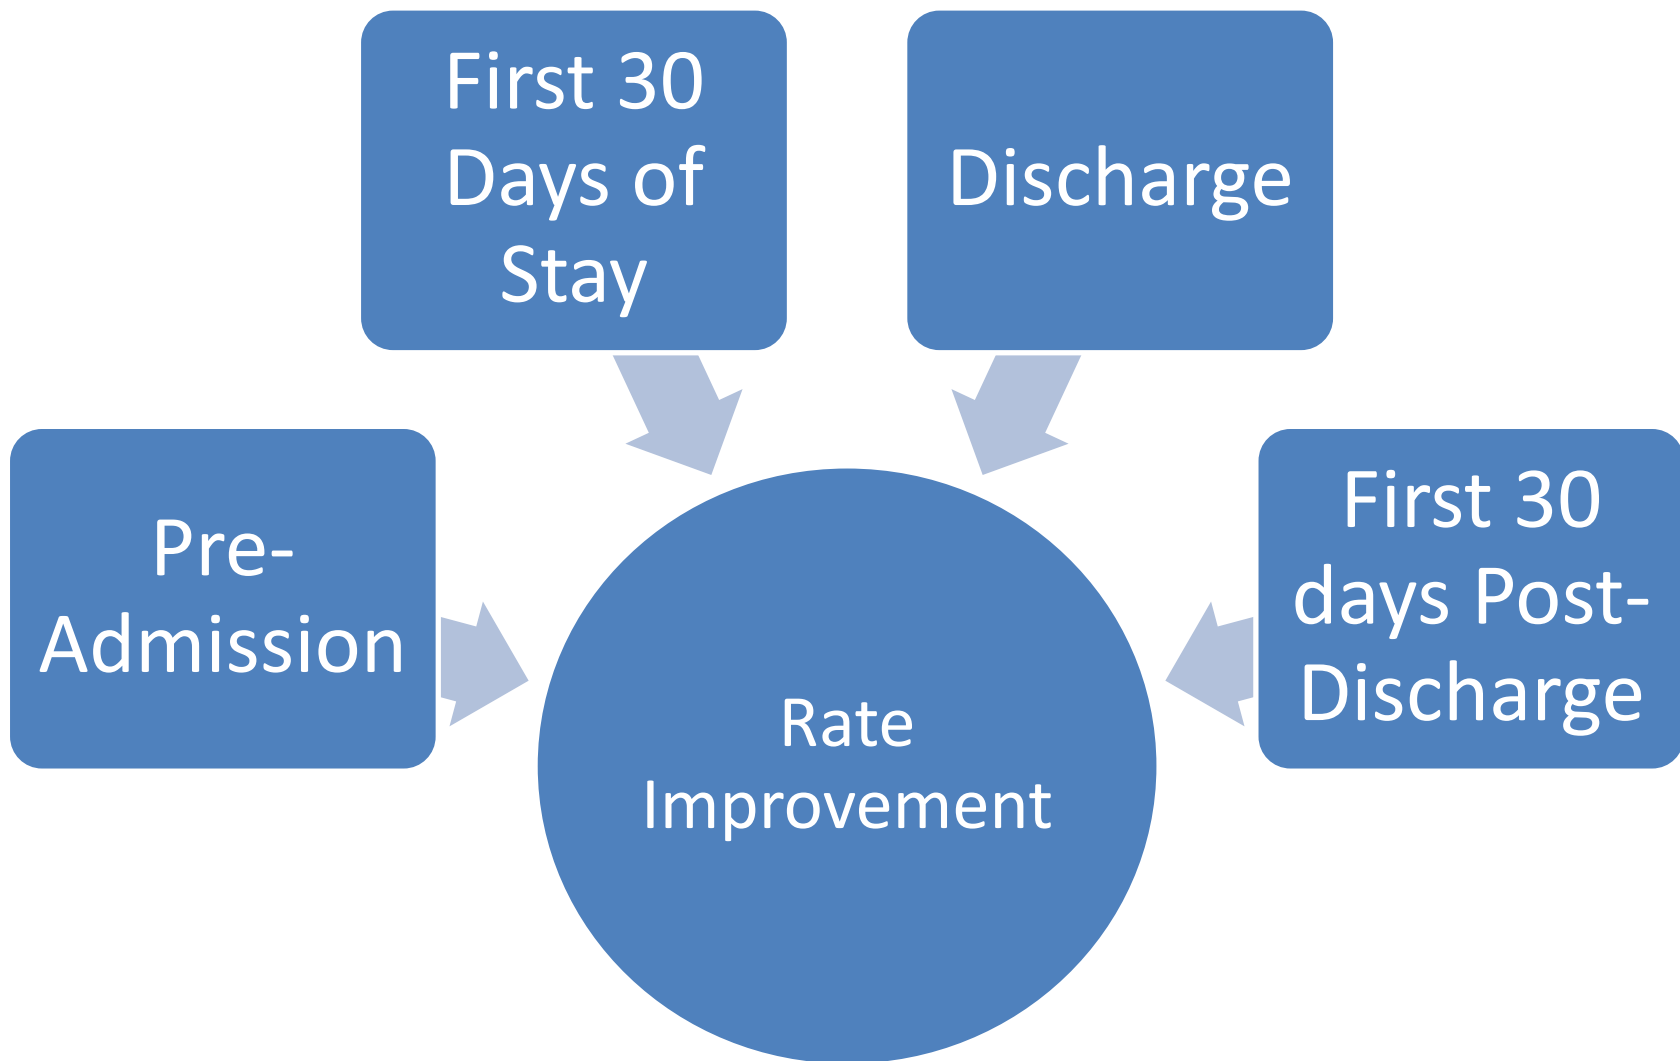 First 30
Days of
Stay
Discharge
Pre-
Admission
First 30
days Post-
Discharge
Rate
Improvement